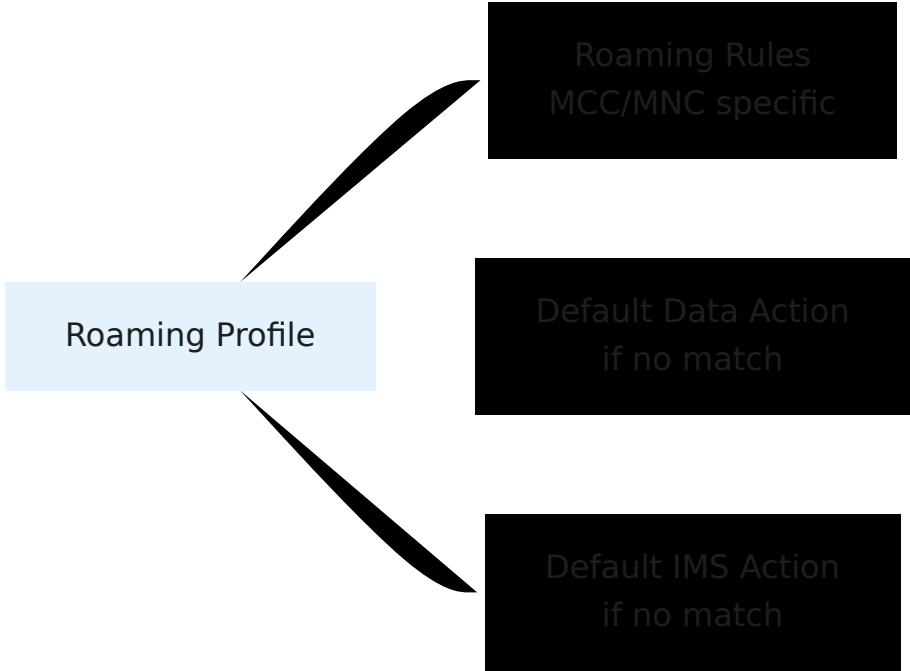 Roaming Rules
MCC/MNC specific
Roaming Profile
Default Data Action
if no match
Default IMS Action
if no match